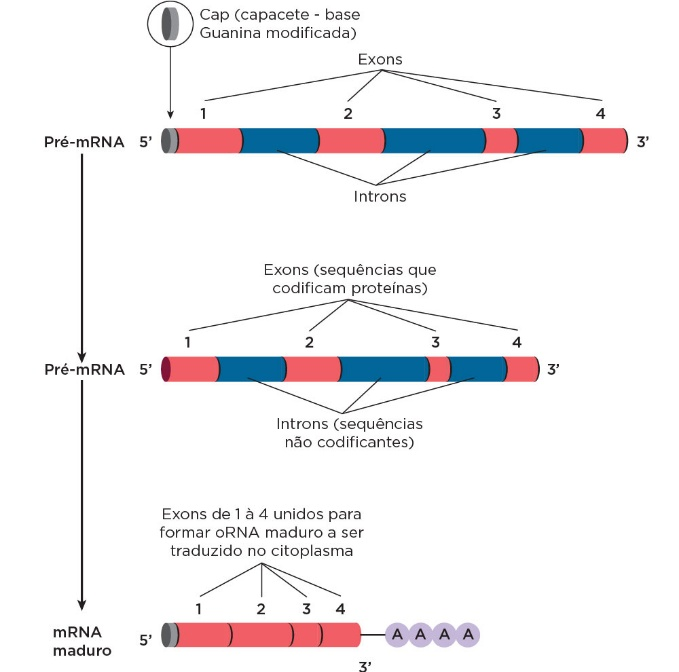 Cap (capacete - base
Guanina modificada)
Exons
1 2 3 4
Pré-mRNA 5’ 3’
Introns
Exons (sequências que
codificam proteínas)
1 2 3 4
Pré-mRNA 5’ 3’
Introns (sequências
não codificantes)
Exons de 1 à 4 unidos para
formar oRNA maduro a ser
traduzido no citoplasma
1 2 3 4
mRNA
maduro
5’ A A A A
3’